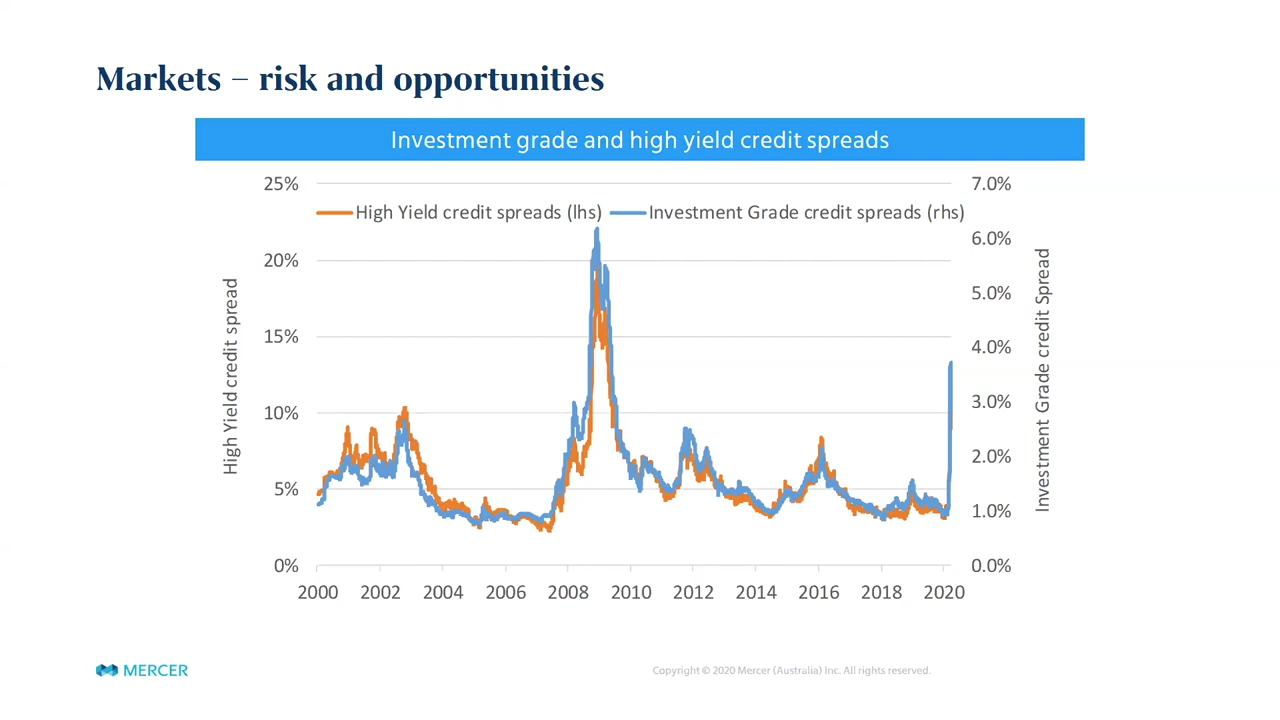 Markets – risk and opportunities
Investment grade and high yield credit spreads
High Yield credit spreads (lhs)
Investment Grade credit spreads (rhs)
High Yield credit spread
25%
20%
15%
10%
5%
0%
7.0%
6.0%
5.0%
4.0%
3.0%
2.0%
1.0%
0.0%
Investment Grade credit Spread
2000 2002 2004 2006 2008 2010 2012 2014 2016 2018 2020
MERCER
Copyright © 2020 Mercer (Australia) Inc. All rights reserved.